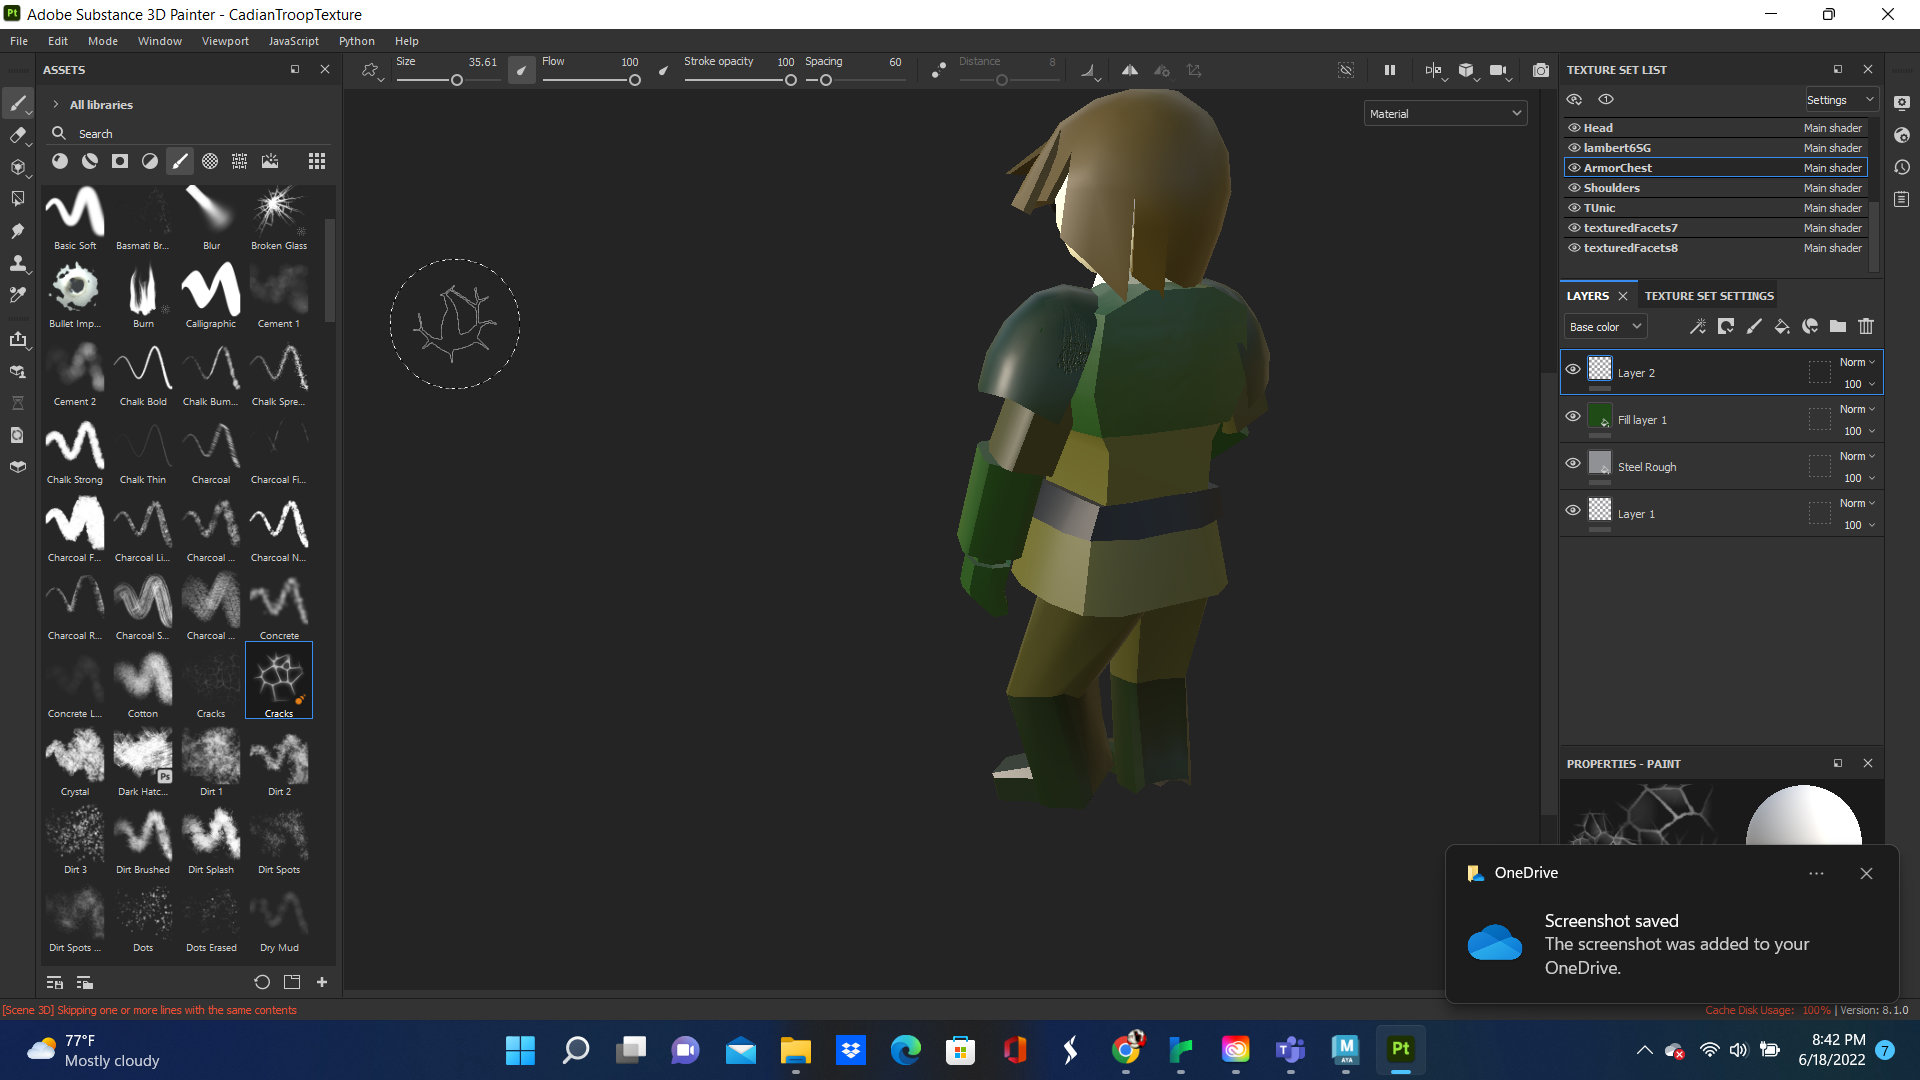 Pt Adobe Substance 3D Painter - CadianTroopTexture
File Edit Mode Window Viewport JavaScript Python Help
ASSETS
All libraries
Search
Basic Soft Basmati Br... Blur Broken Glass
Bullet Imp... Burn Calligraphic Cement 1
Cement 2 Chalk Bold Chalk Bum... Chalk Spre...
Chalk Strong Chalk Thin Charcoal Charcoal Fi...
Charcoal F... Charcoal Li... Charcoal ... Charcoal N...
Charcoal R... Charcoal S... Charcoal ... Concrete
Concrete L... Cotton Cracks Cracks
Ps
Crystal Dark Hatc... Dirt 1 Dirt 2
Dirt 3 Dirt Brushed Dirt Splash Dirt Spots
Dirt Spots ... Dots Dots Erased Dry Mud
Size 35.61 Flow 100 Stroke opacity 100 Spacing 60 Distance 8
Material
TEXTURE SET LIST
Settings
Head Main shader
lambert6SG Main shader
ArmorChest Main shader
Shoulders Main shader
TUnic Main shader
texturedFacets7 Main shader
texturedFacets8 Main shader
LAYERS TEXTURE SET SETTINGS
Base color
Layer 2 Norm 100
Fill layer 1 Norm 100
Steel Rough Norm 100
Layer 1 Norm 100
PROPERTIES - PAINT
OneDrive
Screenshot saved
The screenshot was added to your
OneDrive.
[Scene 3D] Skipping one or more lines with the same contents
Cache Disk Usage: 100% | Version: 8.1.0
77°F
Mostly cloudy
M
AYA
Pt
8:42 PM
6/18/2022
7